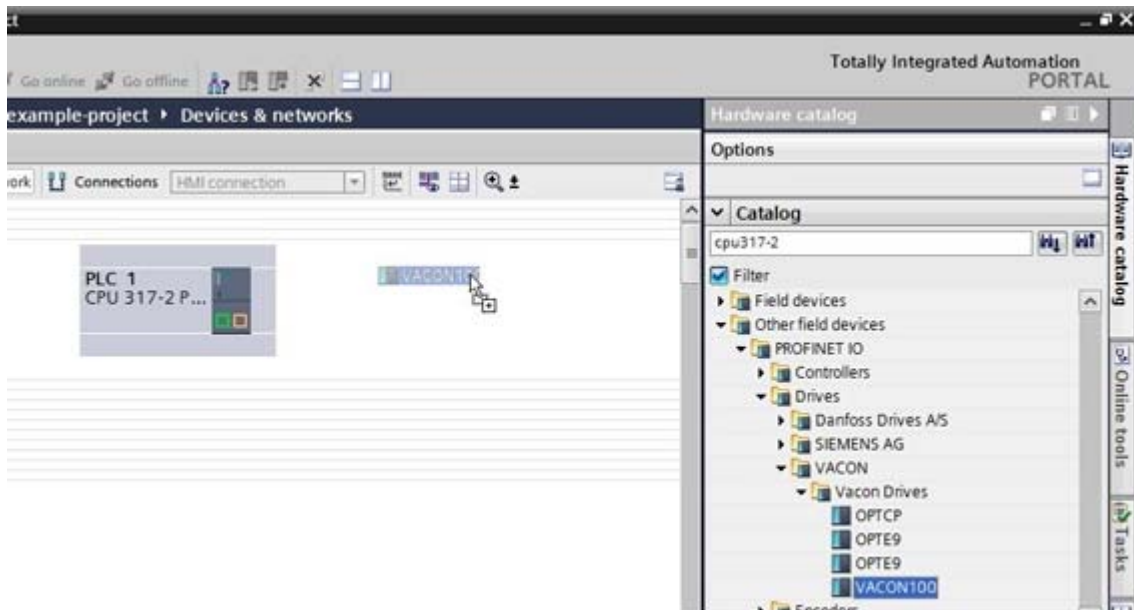 ct
Totally Integrated Automation
PORTAL
Go online Go offline
example-project ▸ Devices & networks
Hardware catalog
Options
Connections HMI connection
Catalog
cpu317-2
Filter
PLC 1
CPU 317-2 P...
VACON100
Field devices
Other field devices
PROFINET IO
Controllers
Drives
Danfoss Drives A/S
SIEMENS AG
VACON
Vacon Drives
OPTCP
OPTE9
OPTE9
VACON100
Encoders
Hardware catalog
Online tools
Tasks